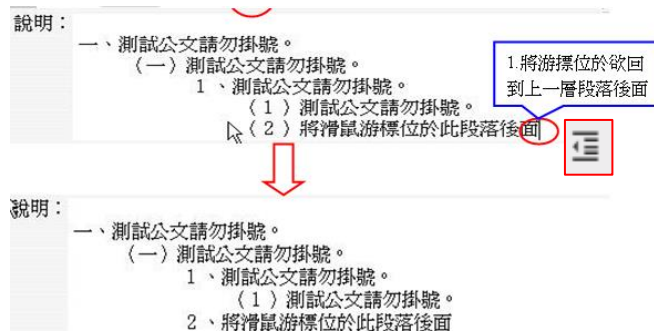 說明：
一、測試公文請勿掛號。
（一）測試公文請勿掛號。
１、測試公文請勿掛號。
（１）測試公文請勿掛號。
（２）將滑鼠游標位於此段落後面
1.將游標位於欲回
到上一層段落後面
說明：
一、測試公文請勿掛號。
（一）測試公文請勿掛號。
１、測試公文請勿掛號。
（１）測試公文請勿掛號。
２、將滑鼠游標位於此段落後面